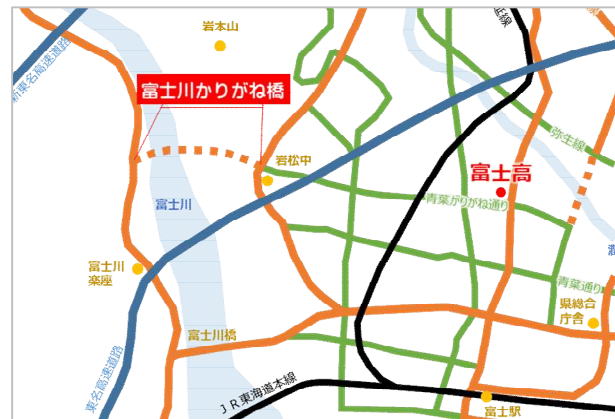 岩本山
新東名高速道路
富士川かりがね橋
岩松中
弥生線
富士高
青葉かりがね通り
富士川
富士川
楽座
青葉通り
県総合
庁舎
富士川橋
東名高速道路
JR東海道本線
富士駅